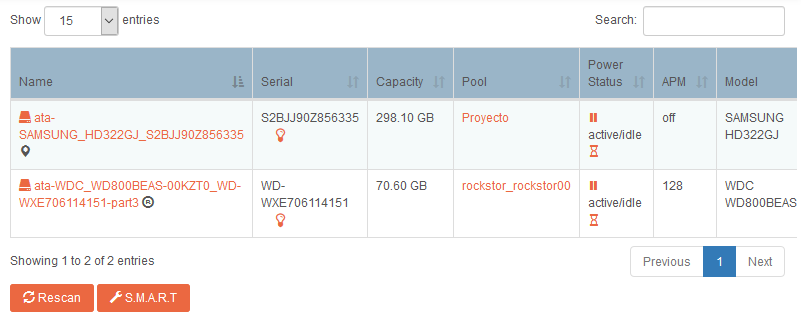 Show 15 entries Search:
Name Serial Capacity Pool Power Status APM Model
ata-
SAMSUNG_HD322GJ_S2BJJ90Z856335
S2BJJ90Z856335
298.10 GB
Proyecto
active/idle
off
SAMSUNG
HD322GJ
ata-WDC_WD800BEAS-00KZT0_WD-
WXE706114151-part3 R
WD-
WXE706114151
70.60 GB
rockstor_rockstor00
active/idle
128
WDC
WD800BEAS
Showing 1 to 2 of 2 entries
Previous 1 Next
Rescan S.M.A.R.T